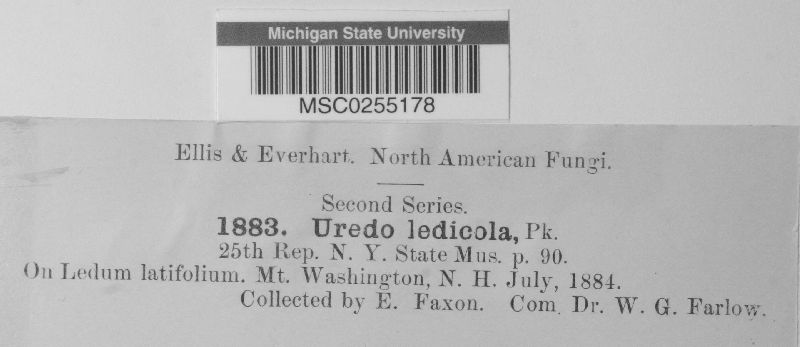 Michigan State University
MSC0255178
Ellis & Everhart. North American Fungi.
Second Series.
1883. Uredo ledicola, Pk.
25th Rep. N. Y. State Mus. p. 90.
On Ledum latifolium. Mt. Washington, N. H. July, 1884.
Collected by E. Faxon. Com. Dr. W. G. Farlow.